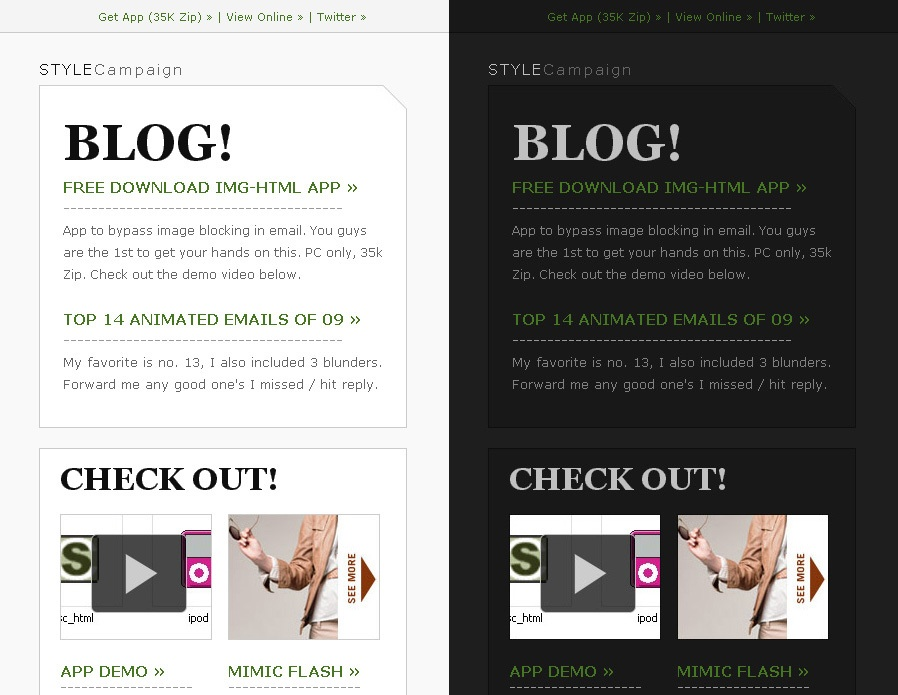 Get App (35K Zip) » | View Online » | Twitter »
STYLECampaign
BLOG!
FREE DOWNLOAD IMG-HTML APP »
----------------------------------------
App to bypass image blocking in email. You guys
are the 1st to get your hands on this. PC only, 35k
Zip. Check out the demo video below.
TOP 14 ANIMATED EMAILS OF 09 »
----------------------------------------
My favorite is no. 13, I also included 3 blunders.
Forward me any good one's I missed / hit reply.
CHECK OUT!
S
sc_html
ipod
SEE MORE
APP DEMO »
MIMIC FLASH »
Get App (35K Zip) » | View Online » | Twitter »
STYLECampaign
BLOG!
FREE DOWNLOAD IMG-HTML APP »
----------------------------------------
App to bypass image blocking in email. You guys
are the 1st to get your hands on this. PC only, 35k
Zip. Check out the demo video below.
TOP 14 ANIMATED EMAILS OF 09 »
----------------------------------------
My favorite is no. 13, I also included 3 blunders.
Forward me any good one's I missed / hit reply.
CHECK OUT!
S
sc_html
ipod
SEE MORE
APP DEMO »
MIMIC FLASH »